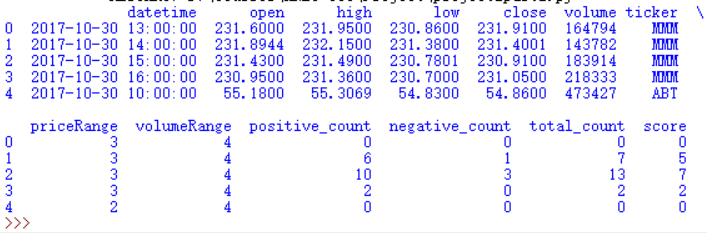 datetime open high low close volume ticker \
0 2017-10-30 13:00:00 231.6000 231.9500 230.8600 231.9100 164794 MMM
1 2017-10-30 14:00:00 231.8944 232.1500 231.3800 231.4001 143782 MMM
2 2017-10-30 15:00:00 231.4300 231.4900 230.7801 230.9100 183914 MMM
3 2017-10-30 16:00:00 230.9500 231.3600 230.7000 231.0500 218333 MMM
4 2017-10-30 10:00:00 55.1800 55.3069 54.8300 54.8600 473427 ABT
priceRange volumeRange positive_count negative_count total_count score
0 3 4 0 0 0 0
1 3 4 6 1 7 5
2 3 4 10 3 13 7
3 3 4 2 0 2 2
4 2 4 0 0 0 0
>>>